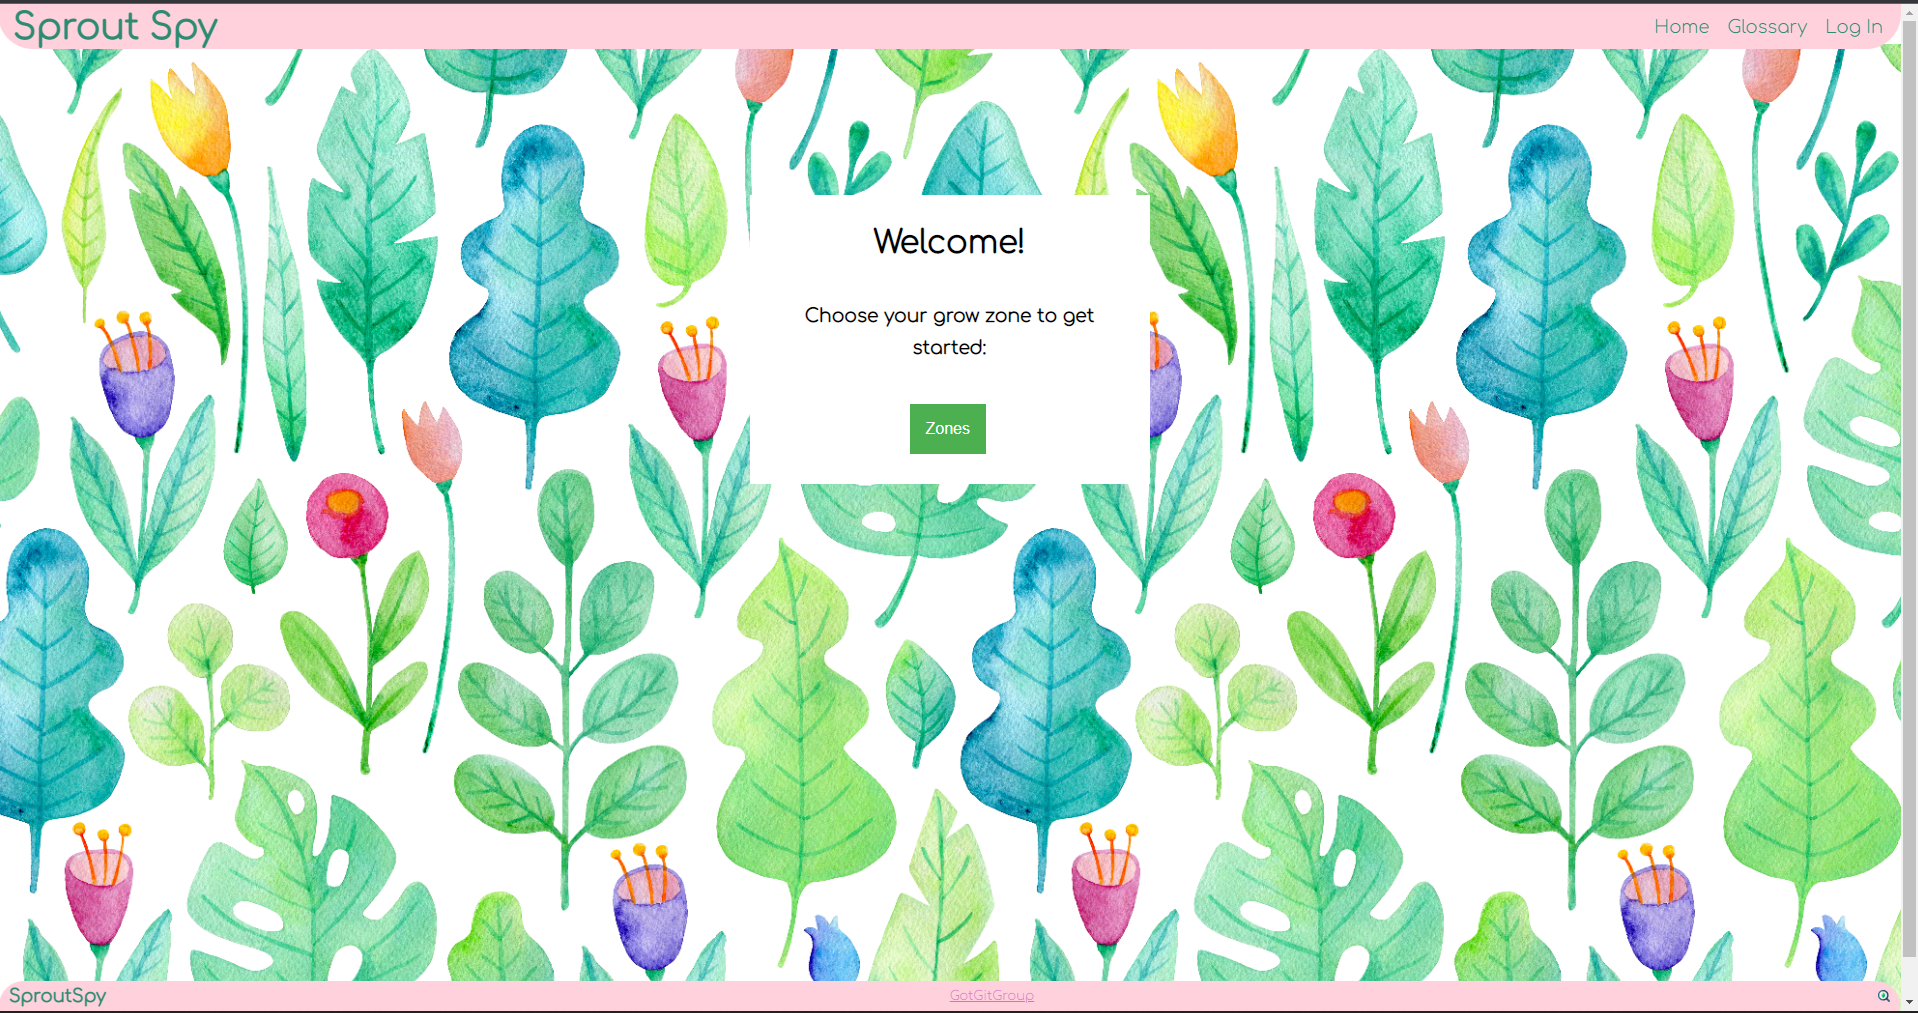 Sprout Spy
Home Glossary Log In
Welcome!
Choose your grow zone to get
started:
Zones
SproutSpy
GotGitGroup